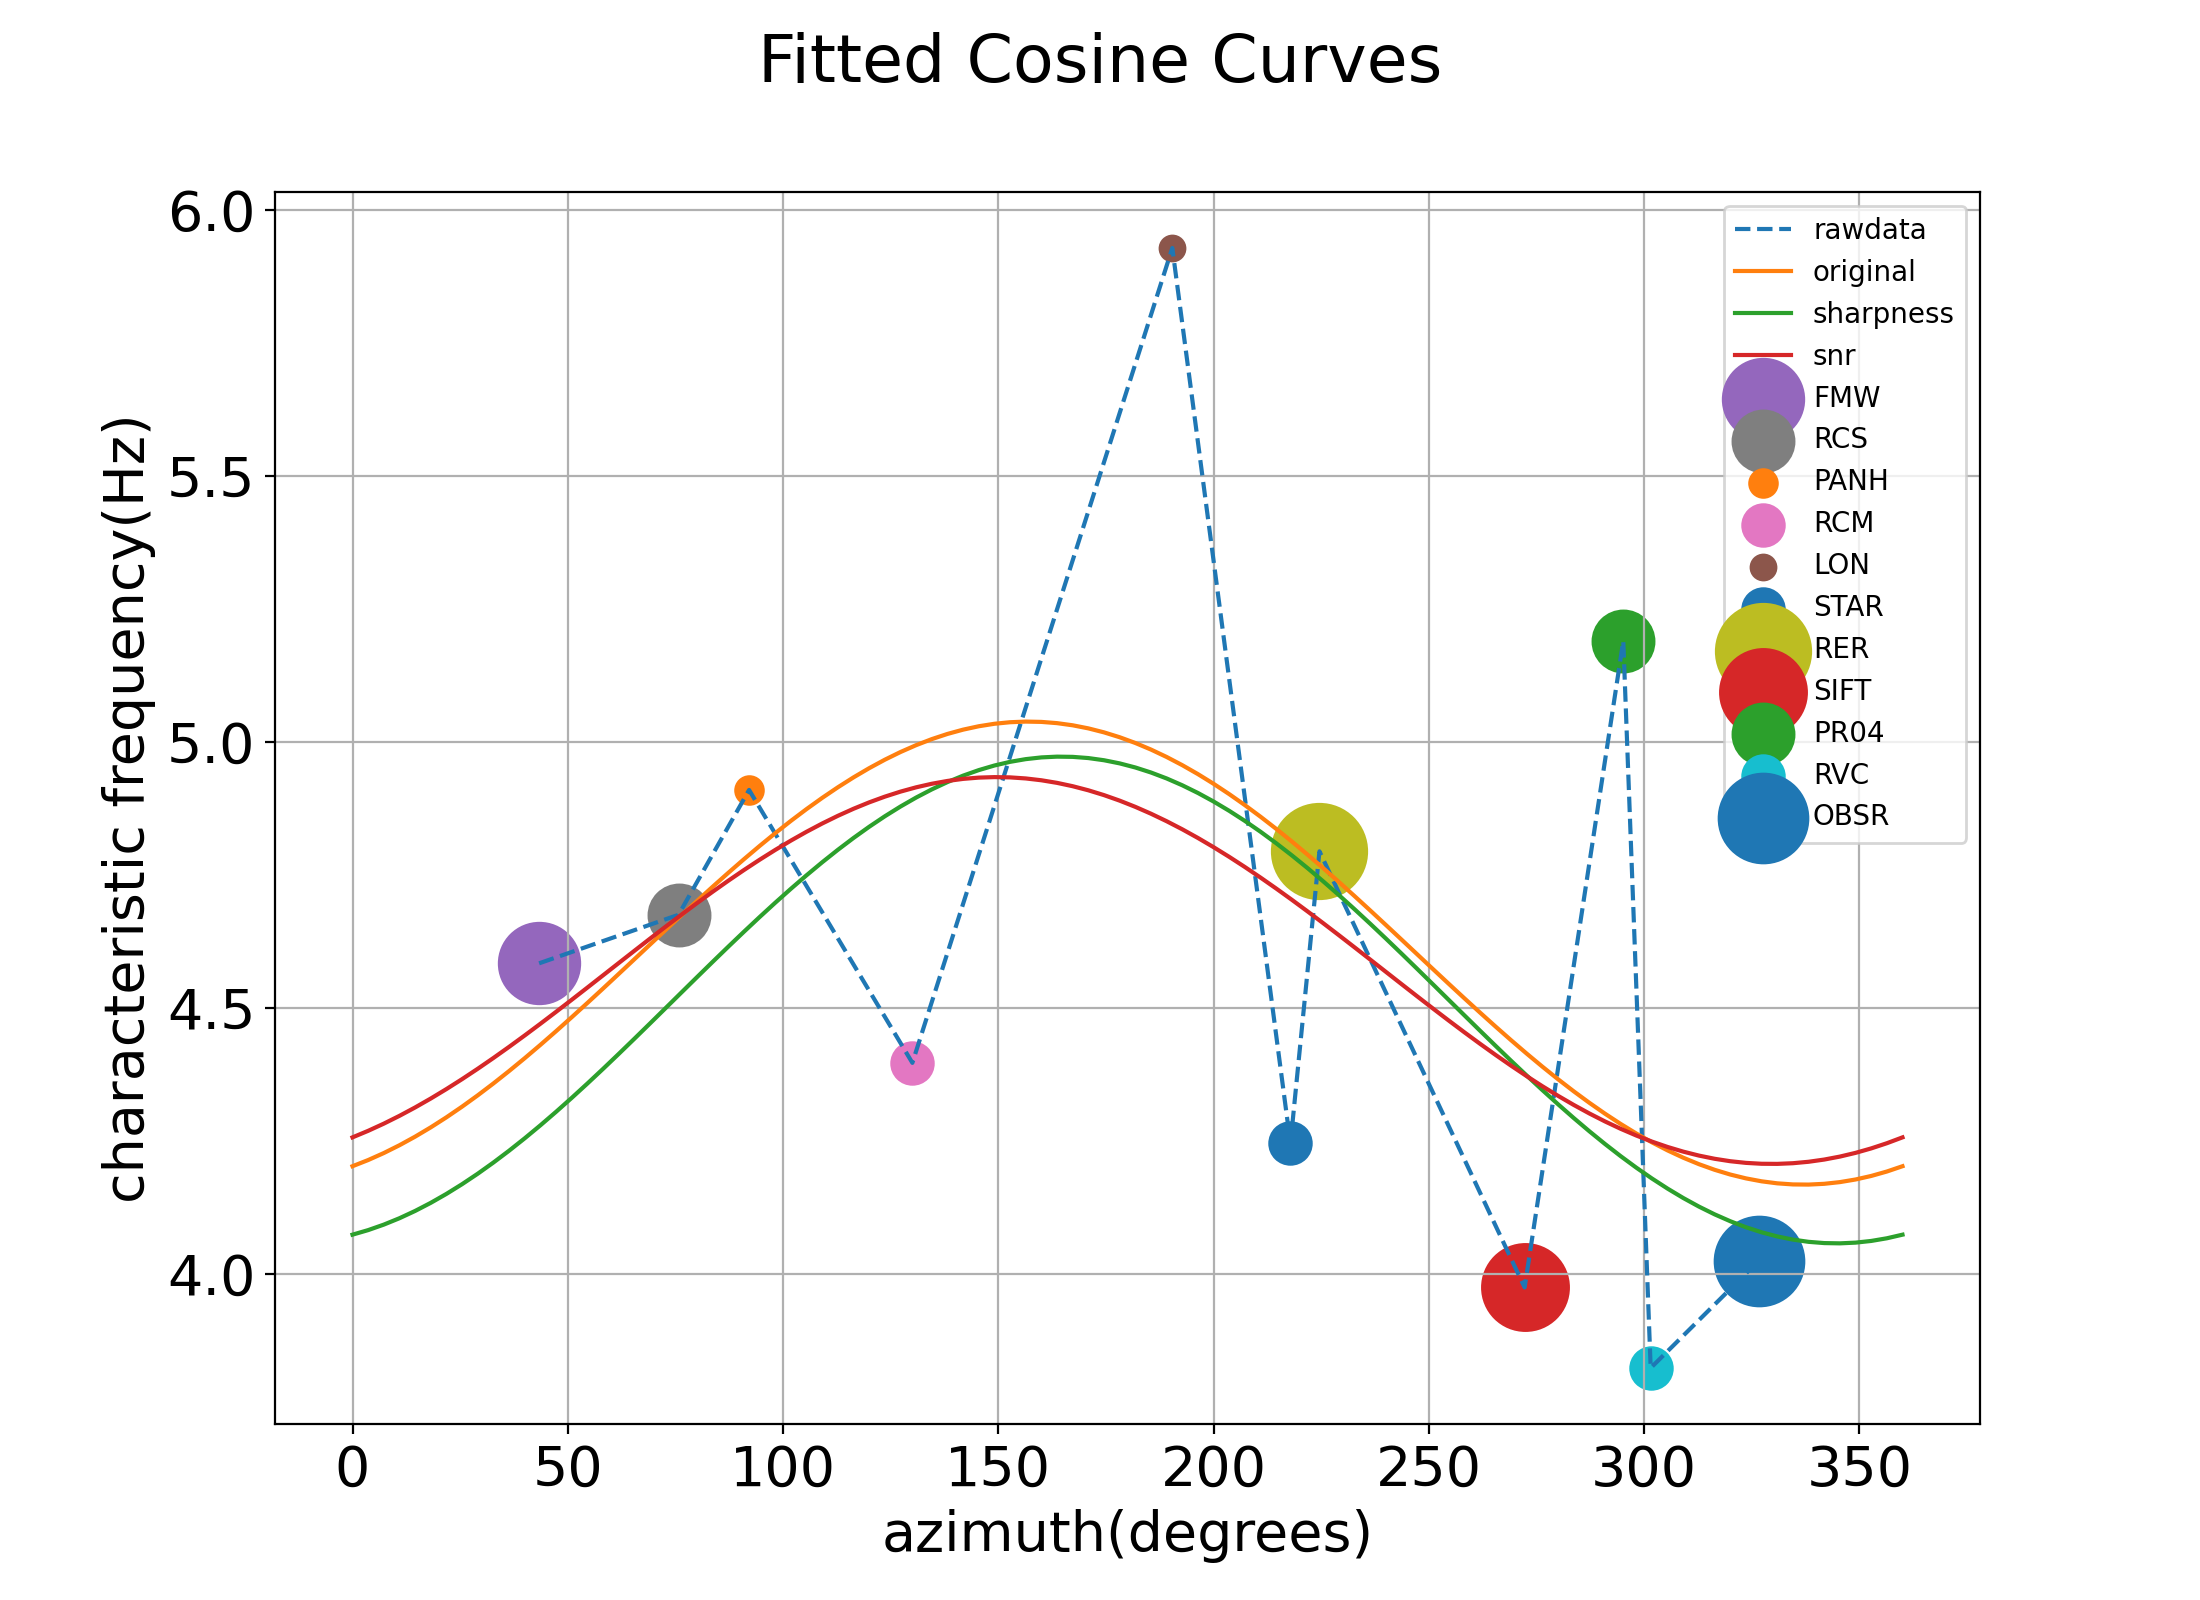 Fitted Cosine Curves
6.0
5.5
5.0
4.5
4.0
characteristic frequency(Hz)
rawdata
original
sharpness
snr
FMW
RCS
PANH
RCM
LON
STAR
RER
SIFT
PR04
RVC
OBSR
0 50 100 150 200 250 300 350
azimuth(degrees)